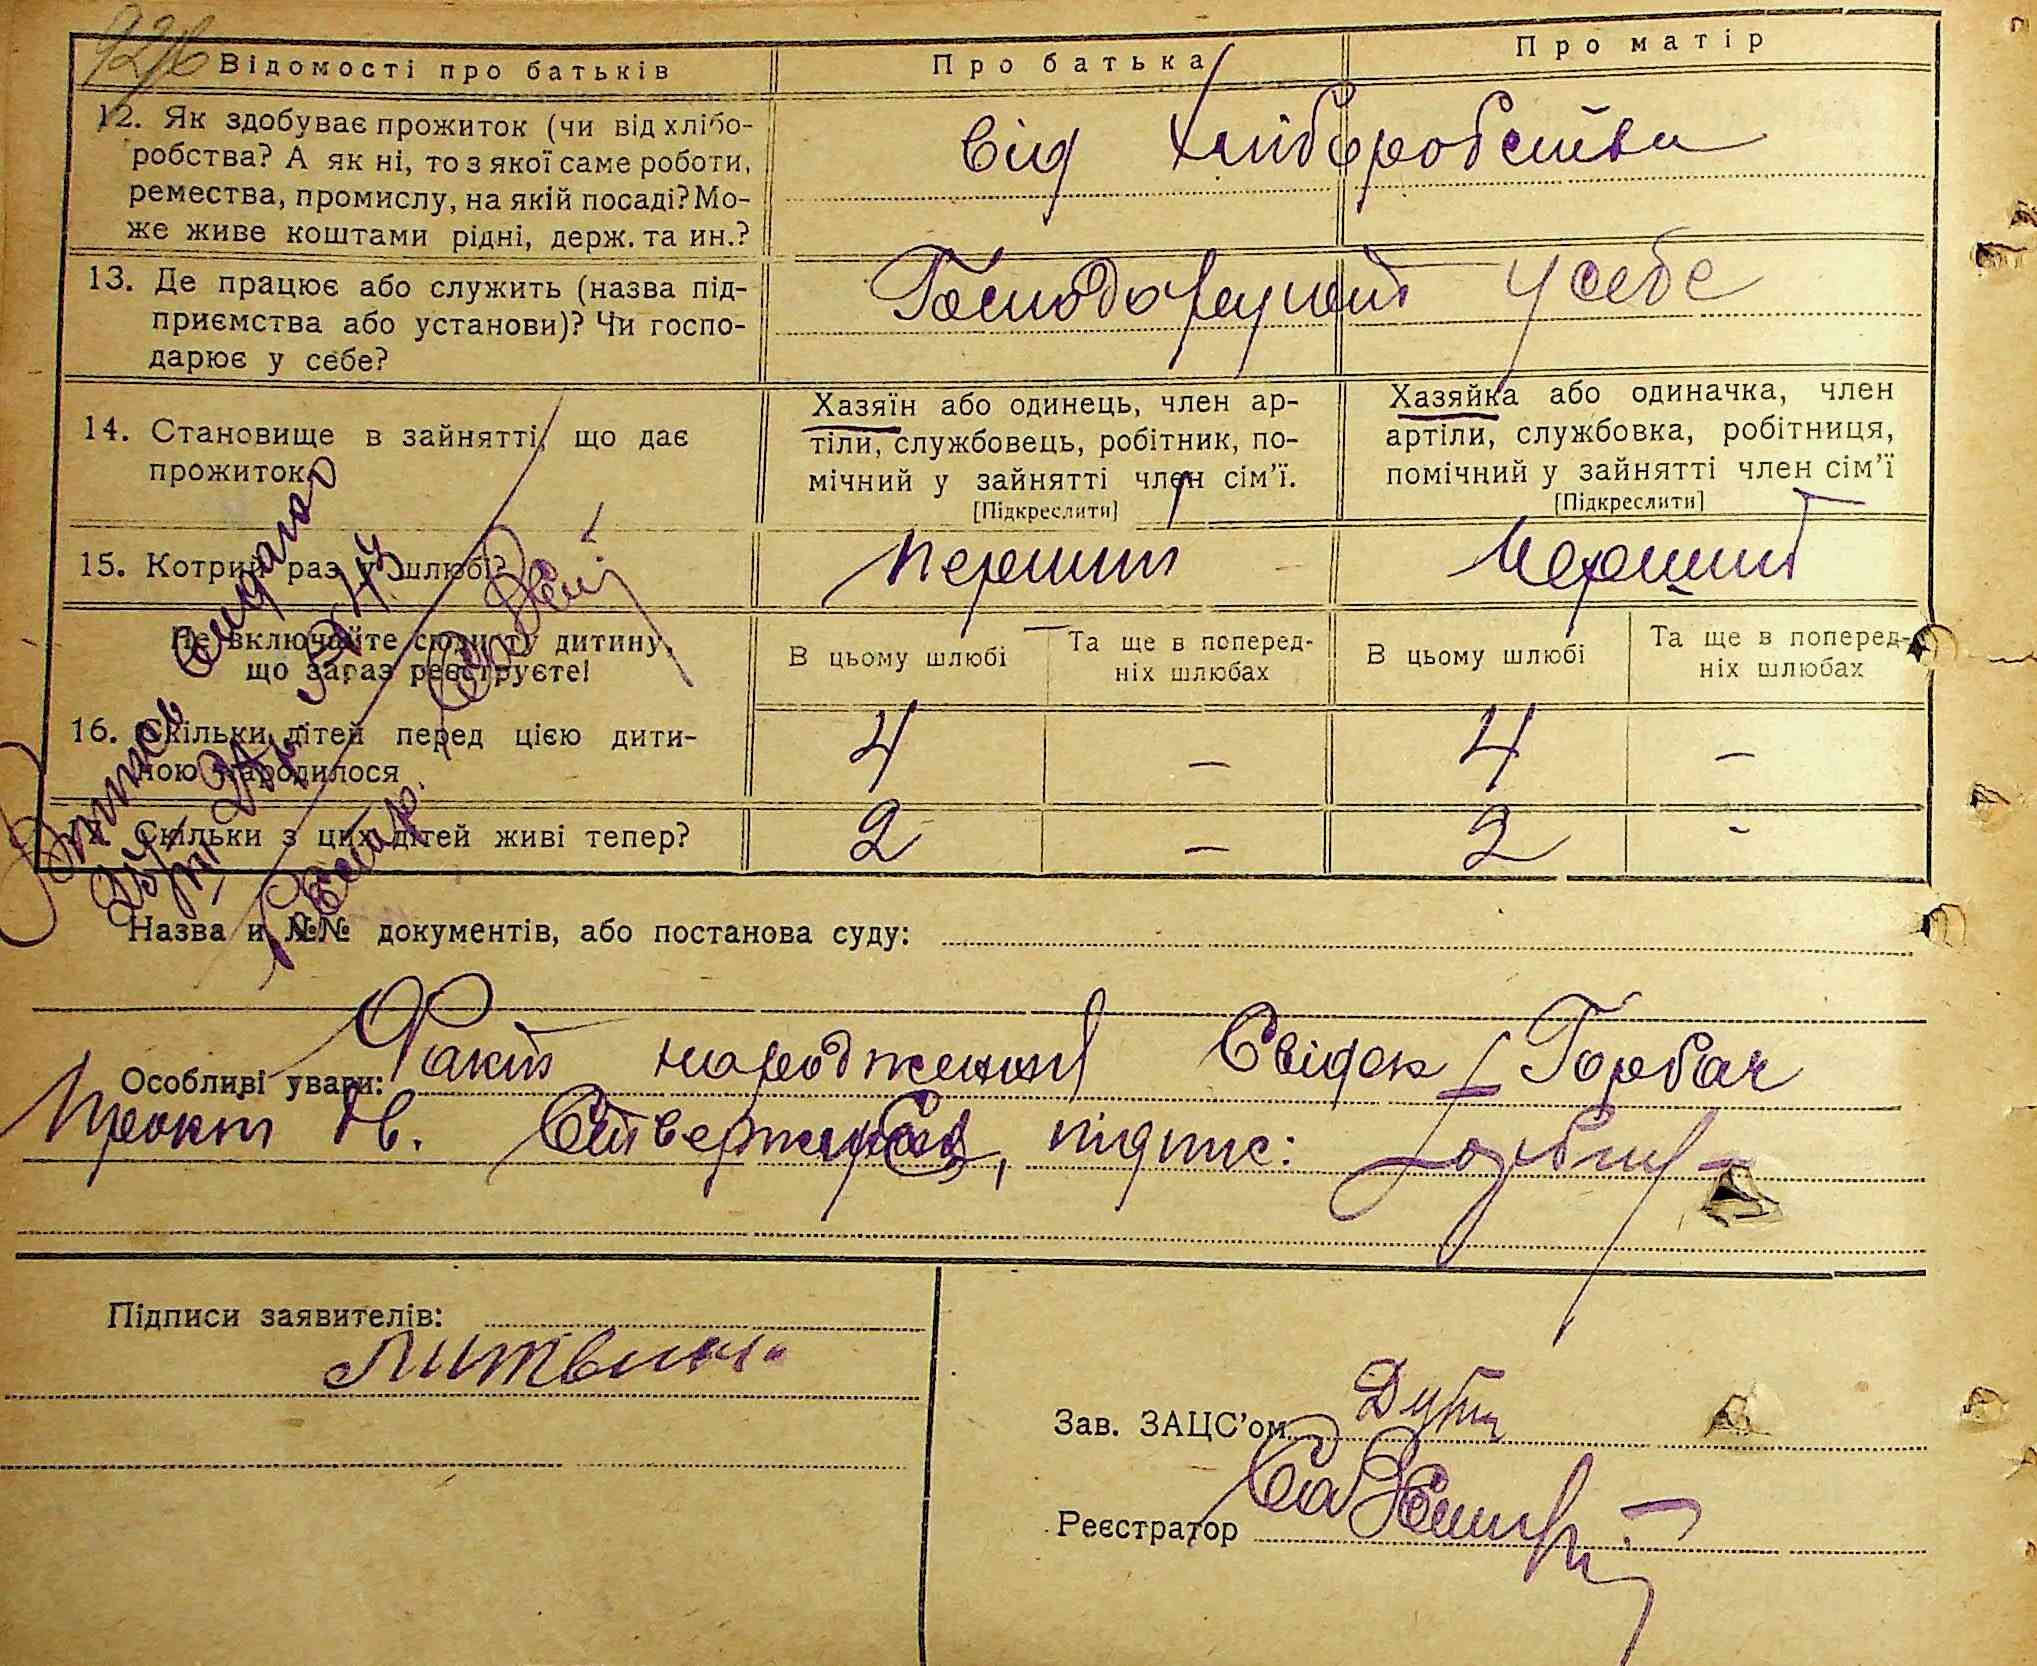 Відомості про батьків
Про батька
Про матір
12. Як здобуває прожиток (чи від хлібо-
робства? А як ні, то з якої саме роботи,
ремества, промислу, на якій посаді? Мо-
же живе коштами рідні, держ. та ин.?
від хліборобства
13. Де працює або служить (назва під-
приємства або установи)? Чи госпо-
дарює у себе?
Господарують у себе
14. Становище в зайнятті, що дає
прожиток
Хазяїн або одинець, член ар-
тіли, службовець, робітник, по-
мічний у зайнятті член сім’ї.
[Підкреслити]
Хазяйка або одиначка, член
артіли, службовка, робітниця,
помічний у зайнятті член сім’ї
[Підкреслити]
15. Котрий раз у шлюбі?
перший
перший
Не включайте сюди ту дитину,
що зараз реєструєте!
В цьому шлюбі
Та ще в поперед-
ніх шлюбах
В цьому шлюбі
Та ще в поперед-
ніх шлюбах
16. Скільки дітей перед цією дити-
ною народилося
4
—
4
—
17. Скільки з цих дітей живі тепер?
2
—
2
-
Витис видано
Назва и №№ документів, або постанова суду:
Особливі уваги: Факт народження Свідок Горбач
Прокіп Ів. Стверджує, підпис:
Підписи заявителів:
Литвин
Зав. ЗАЦС’ом
Реєстратор